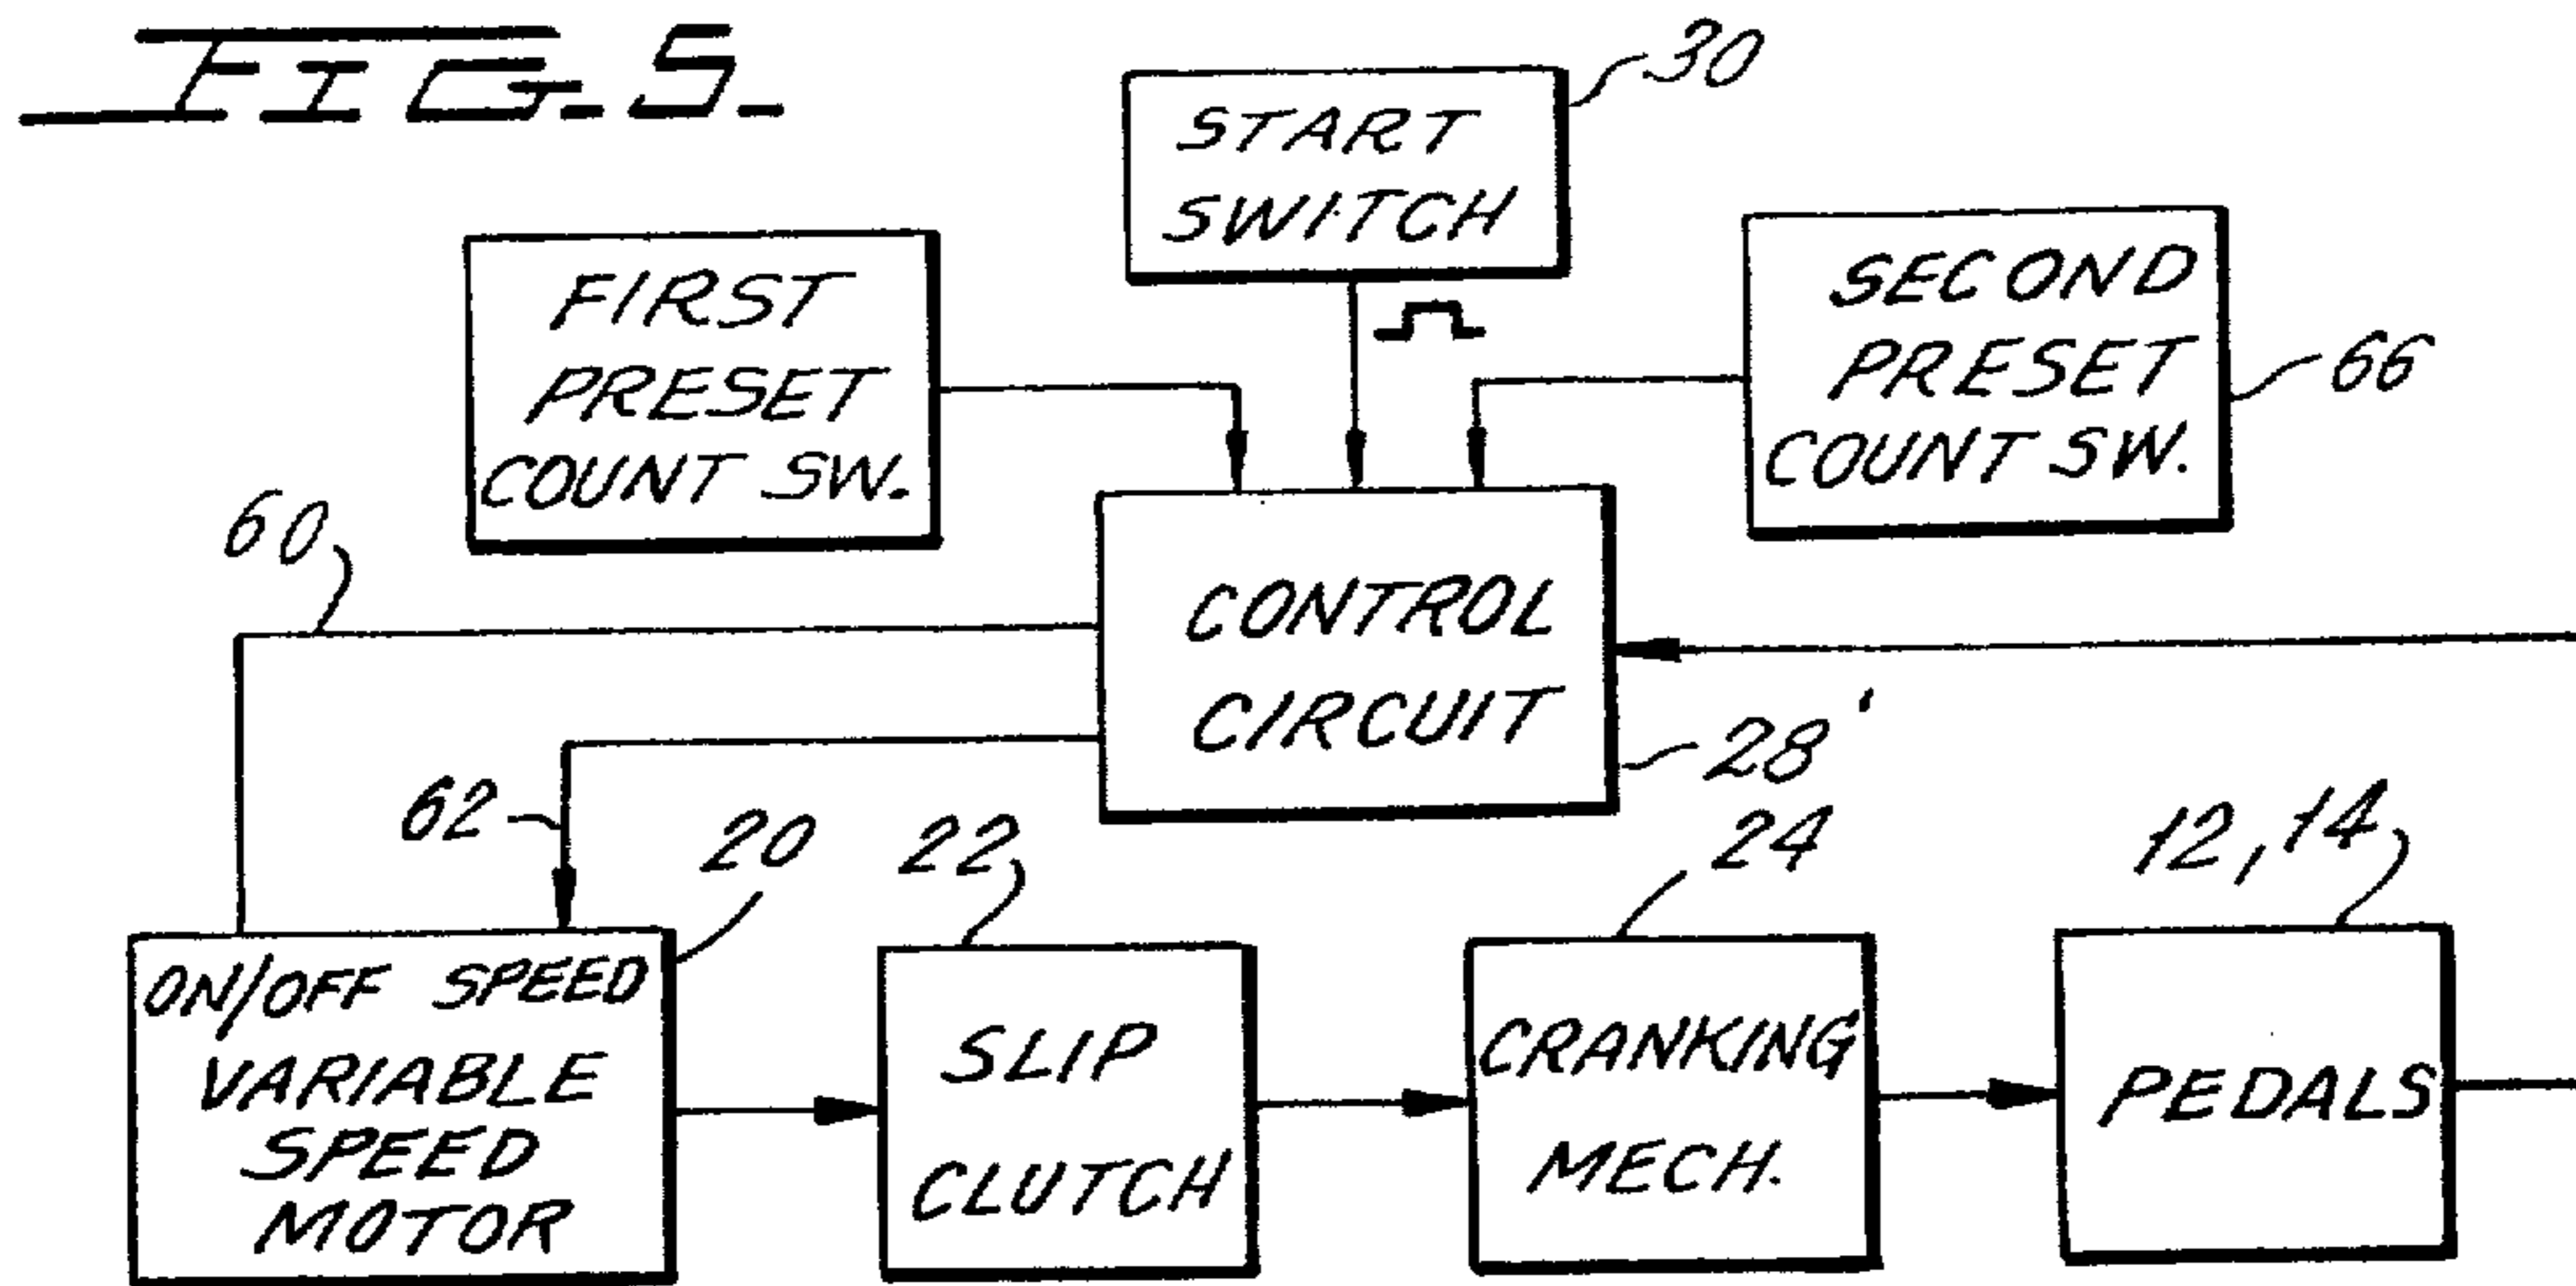 FIG. 5.
START
SWITCH
30
FIRST
PRESET
COUNT SW.
SECOND
PRESET
COUNT SW.
66
60
CONTROL
CIRCUIT
28'
62
20
22
24
12, 14
ON/OFF SPEED
VARIABLE
SPEED
MOTOR
SLIP
CLUTCH
CRANKING
MECH.
PEDALS